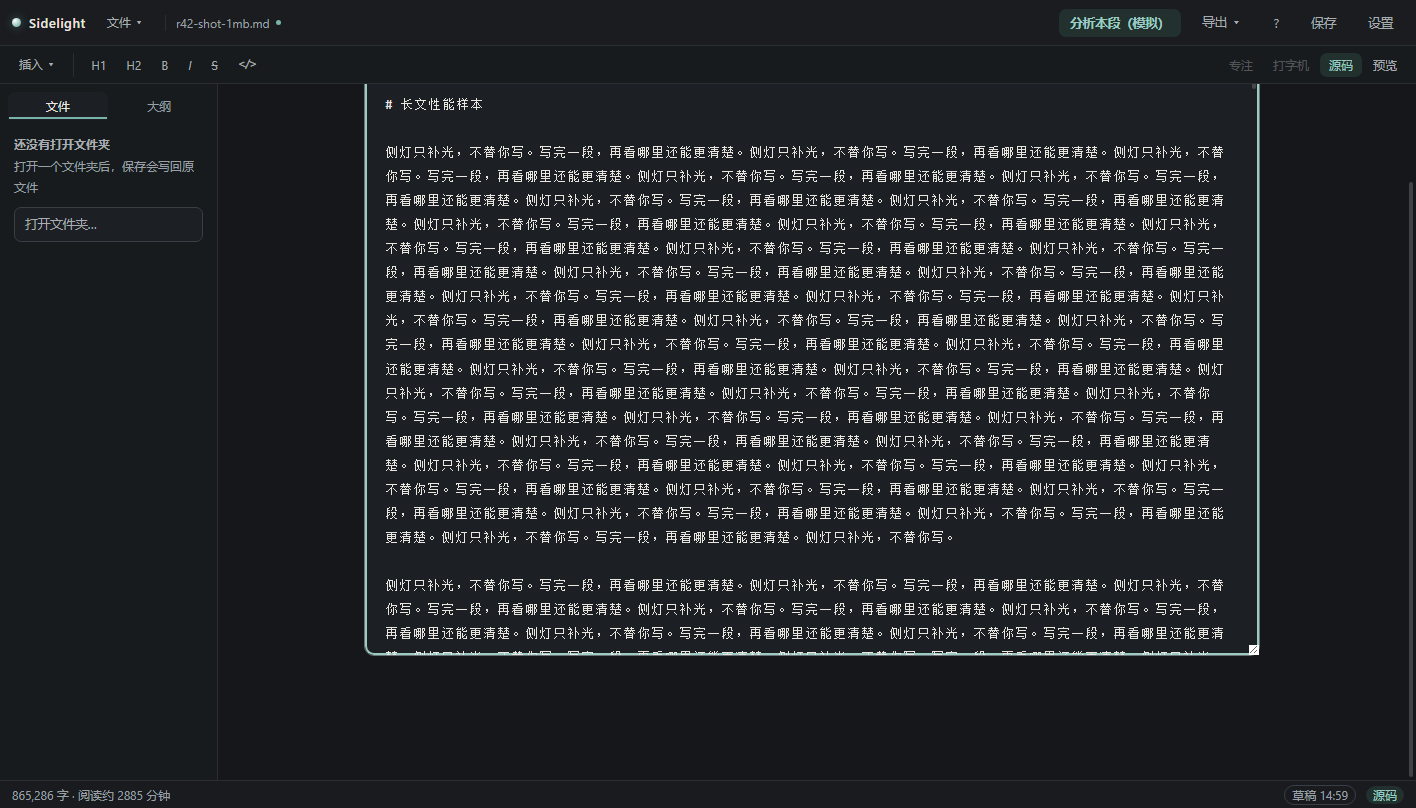 Sidelight 文件 r42-shot-1mb.md 分析本段（模拟） 导出 ? 保存 设置
插入 H1 H2 B I S </> 专注 打字机 源码 预览
文件 大纲
还没有打开文件夹
打开一个文件夹后，保存会写回原
文件
打开文件夹...
# 长文性能样本
侧灯只补光，不替你写。写完一段，再看哪里还能更清楚。侧灯只补光，不替你写。写完一段，再看哪里还能更清楚。侧灯只补光，不替
你写。写完一段，再看哪里还能更清楚。侧灯只补光，不替你写。写完一段，再看哪里还能更清楚。侧灯只补光，不替你写。写完一段，
再看哪里还能更清楚。侧灯只补光，不替你写。写完一段，再看哪里还能更清楚。侧灯只补光，不替你写。写完一段，再看哪里还能更清
楚。侧灯只补光，不替你写。写完一段，再看哪里还能更清楚。侧灯只补光，不替你写。写完一段，再看哪里还能更清楚。侧灯只补光，
不替你写。写完一段，再看哪里还能更清楚。侧灯只补光，不替你写。写完一段，再看哪里还能更清楚。侧灯只补光，不替你写。写完一
段，再看哪里还能更清楚。侧灯只补光，不替你写。写完一段，再看哪里还能更清楚。侧灯只补光，不替你写。写完一段，再看哪里还能
更清楚。侧灯只补光，不替你写。写完一段，再看哪里还能更清楚。侧灯只补光，不替你写。写完一段，再看哪里还能更清楚。侧灯只补
光，不替你写。写完一段，再看哪里还能更清楚。侧灯只补光，不替你写。写完一段，再看哪里还能更清楚。侧灯只补光，不替你写。写
完一段，再看哪里还能更清楚。侧灯只补光，不替你写。写完一段，再看哪里还能更清楚。侧灯只补光，不替你写。写完一段，再看哪里
还能更清楚。侧灯只补光，不替你写。写完一段，再看哪里还能更清楚。侧灯只补光，不替你写。写完一段，再看哪里还能更清楚。侧灯
只补光，不替你写。写完一段，再看哪里还能更清楚。侧灯只补光，不替你写。写完一段，再看哪里还能更清楚。侧灯只补光，不替你
写。写完一段，再看哪里还能更清楚。侧灯只补光，不替你写。写完一段，再看哪里还能更清楚。侧灯只补光，不替你写。写完一段，再
看哪里还能更清楚。侧灯只补光，不替你写。写完一段，再看哪里还能更清楚。侧灯只补光，不替你写。写完一段，再看哪里还能更清
楚。侧灯只补光，不替你写。写完一段，再看哪里还能更清楚。侧灯只补光，不替你写。写完一段，再看哪里还能更清楚。侧灯只补光，
不替你写。写完一段，再看哪里还能更清楚。侧灯只补光，不替你写。写完一段，再看哪里还能更清楚。侧灯只补光，不替你写。写完一
段，再看哪里还能更清楚。侧灯只补光，不替你写。写完一段，再看哪里还能更清楚。侧灯只补光，不替你写。写完一段，再看哪里还能
更清楚。侧灯只补光，不替你写。写完一段，再看哪里还能更清楚。侧灯只补光，不替你写。
侧灯只补光，不替你写。写完一段，再看哪里还能更清楚。侧灯只补光，不替你写。写完一段，再看哪里还能更清楚。侧灯只补光，不替
你写。写完一段，再看哪里还能更清楚。侧灯只补光，不替你写。写完一段，再看哪里还能更清楚。侧灯只补光，不替你写。写完一段，
再看哪里还能更清楚。侧灯只补光，不替你写。写完一段，再看哪里还能更清楚。侧灯只补光，不替你写。写完一段，再看哪里还能更清
865,286 字 · 阅读约 2885 分钟 草稿 14:59 源码